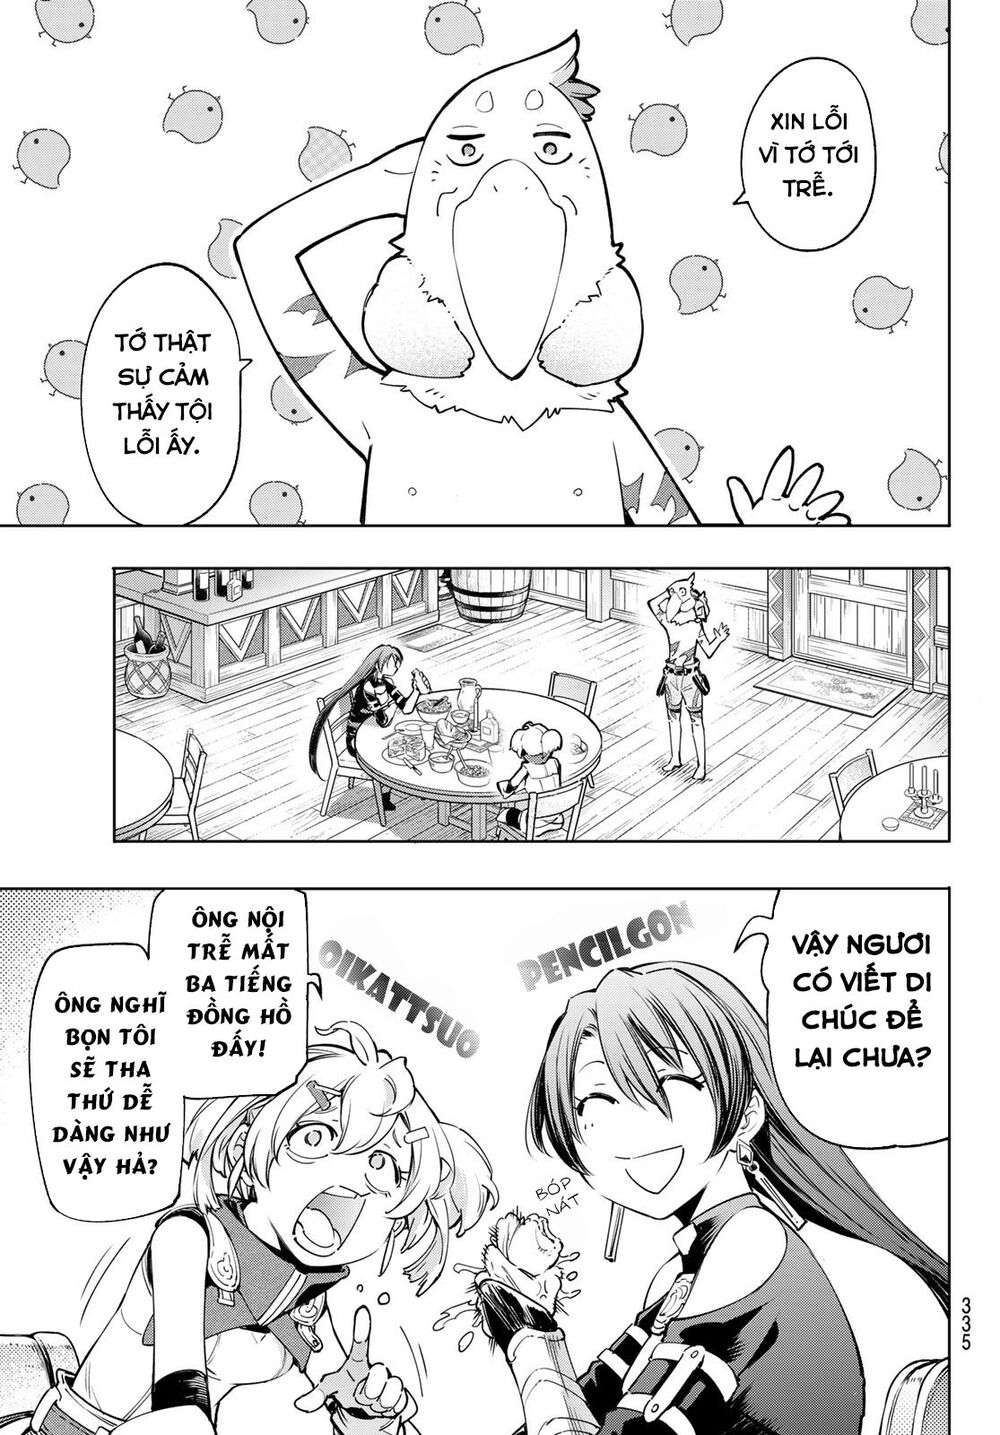 XIN LỖI
VÌ TỚ TỚI
TRỄ.
TỚ THẬT
SỰ CẢM
THẤY TỘI
LỖI ẤY.
VẬY NGƯƠI
CÓ VIẾT DI
CHÚC ĐỂ
LẠI CHƯA?
PENCILGON
BÓP
NÁT
OIKATTSUO
ÔNG NỘI
TRỄ MẤT
BA TIẾNG
ĐỒNG HỒ
ĐẤY!
ÔNG NGHĨ
BỌN TÔI
SẼ THA
THỨ DỄ
DÀNG NHƯ
VẬY HẢ?
335